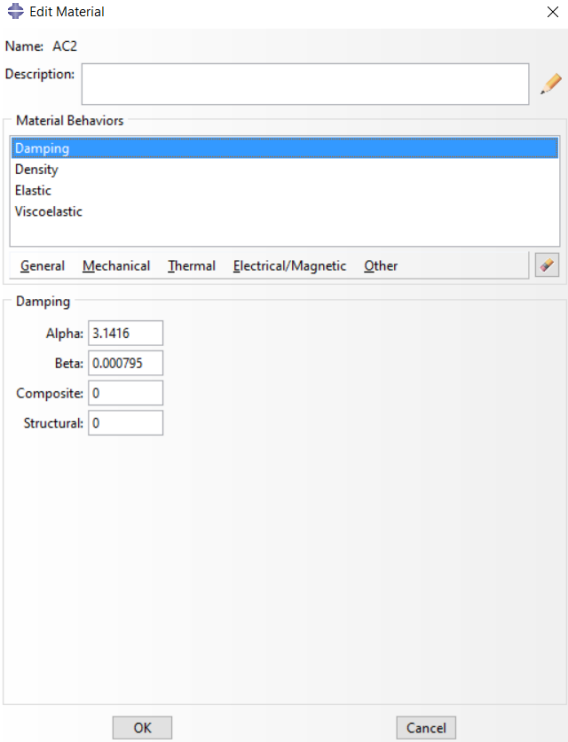 Edit Material
Name: AC2
Description:
Material Behaviors
Damping
Density
Elastic
Viscoelastic
General Mechanical Thermal Electrical/Magnetic Other
Damping
Alpha: 3.1416
Beta: 0.000795
Composite: 0
Structural: 0
OK Cancel